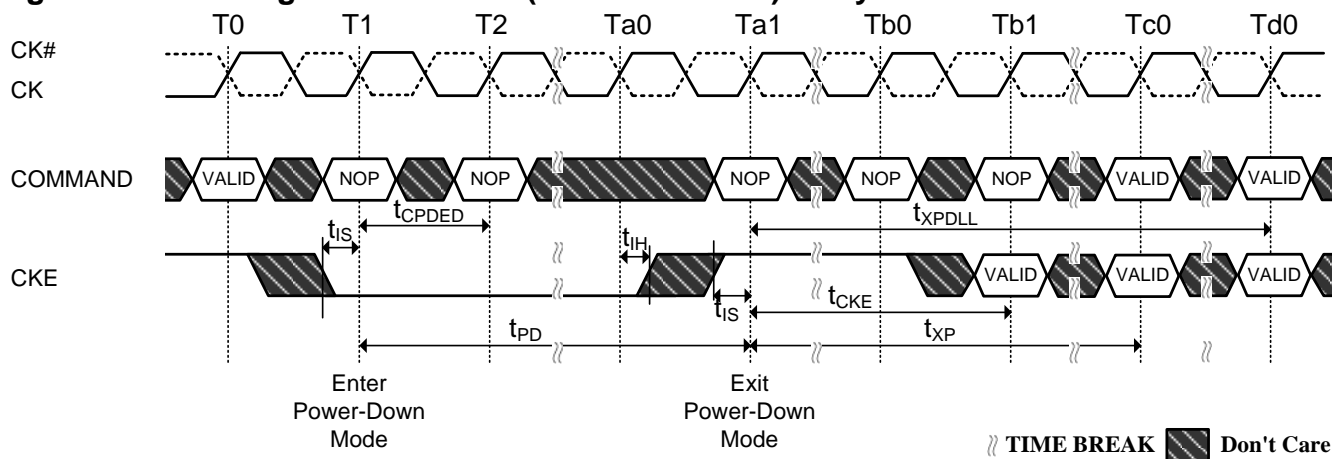 T0 T1 T2 Ta0 Ta1 Tb0 Tb1 Tc0 Td0
CK#
CK
COMMAND VALID NOP NOP NOP NOP NOP VALID VALID
tIS tCPDED tIH tXPDLL
CKE VALID VALID VALID
tIS tCKE
tPD tXP
Enter
Power-Down
Mode
Exit
Power-Down
Mode
TIME BREAK Don't Care